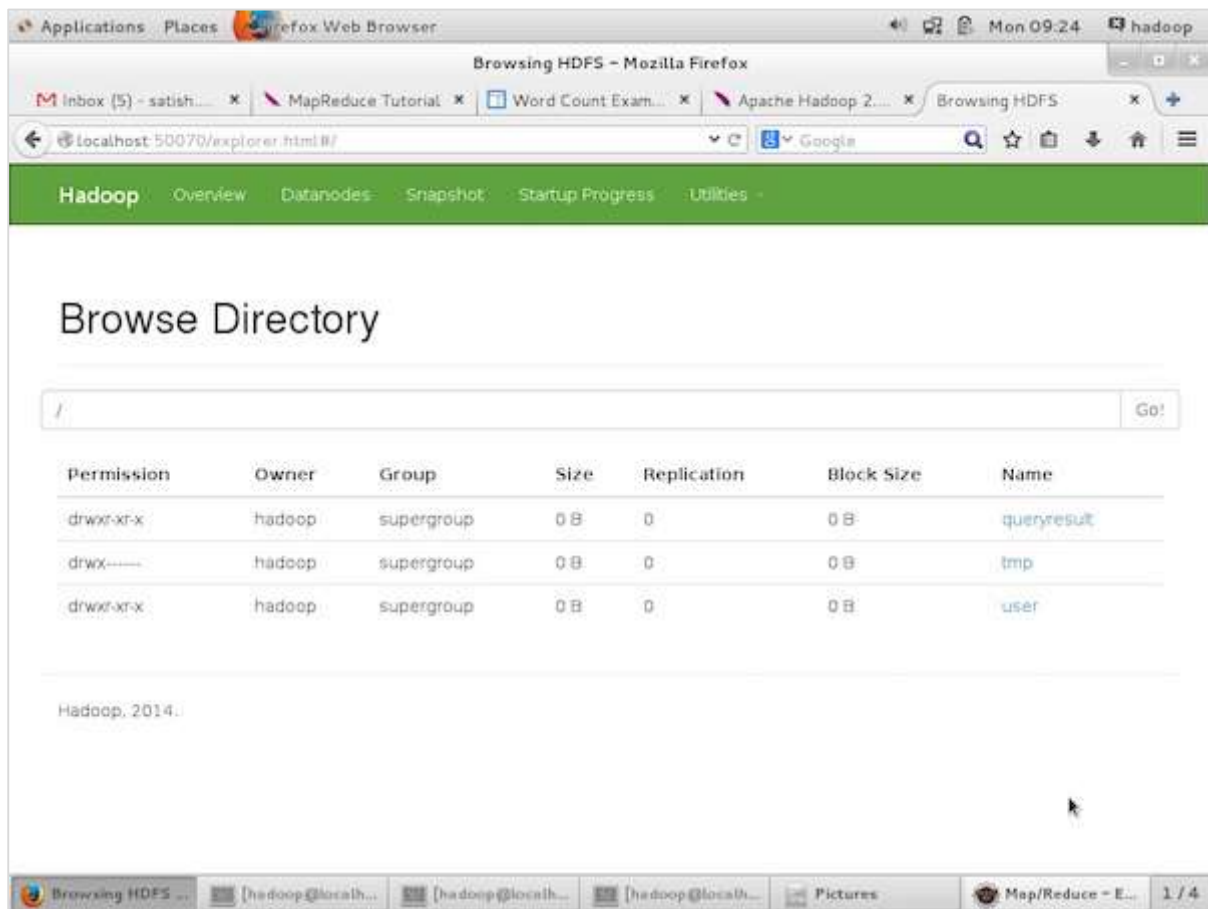 Applications Places Firefox Web Browser Mon 09:24 hadoop
Browsing HDFS - Mozilla Firefox
Inbox (5) - satish.... MapReduce Tutorial Word Count Exam... Apache Hadoop 2.... Browsing HDFS
localhost:50070/explorer.html#/ Google
Hadoop Overview Datanodes Snapshot Startup Progress Utilities
Browse Directory
/ Go!
Permission Owner Group Size Replication Block Size Name
drwxr-xr-x hadoop supergroup 0 B 0 0 B queryresult
drwx------ hadoop supergroup 0 B 0 0 B tmp
drwxr-xr-x hadoop supergroup 0 B 0 0 B user
Hadoop, 2014.
Browsing HDFS ... [hadoop@localh... [hadoop@localh... [hadoop@localh... Pictures Map/Reduce - E... 1 / 4